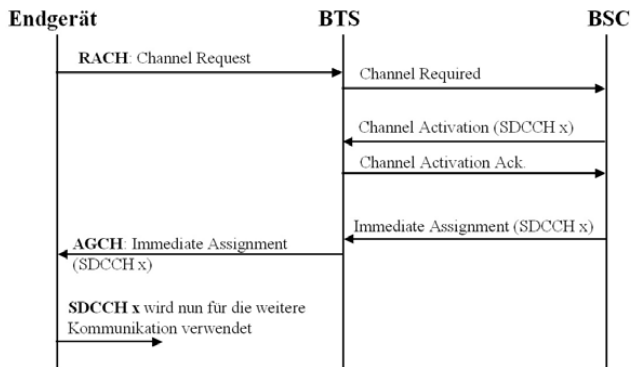 Endgerät BTS BSC
RACH: Channel Request
Channel Required
Channel Activation (SDCCH x)
Channel Activation Ack.
Immediate Assignment (SDCCH x)
AGCH: Immediate Assignment
(SDCCH x)
SDCCH x wird nun für die weitere
Kommunikation verwendet